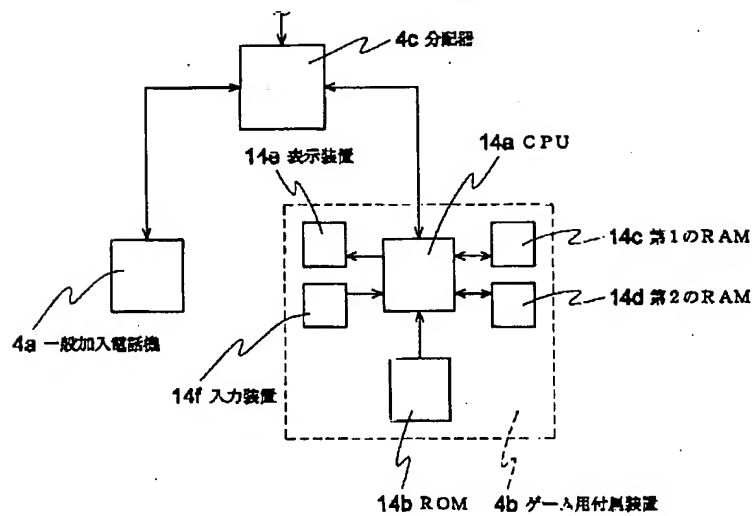 4c 分配器
14e 表示装置
14a CPU
14c 第1のRAM
14d 第2のRAM
4a 一般加入電話機
14f 入力装置
14b ROM
4b ゲーム用付属装置